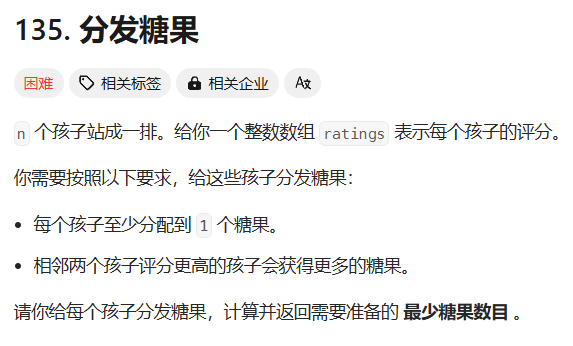 135. 分发糖果
困难 相关标签 相关企业
n 个孩子站成一排。给你一个整数数组 ratings 表示每个孩子的评分。
你需要按照以下要求，给这些孩子分发糖果：
• 每个孩子至少分配到 1 个糖果。
• 相邻两个孩子评分更高的孩子会获得更多的糖果。
请你给每个孩子分发糖果，计算并返回需要准备的 最少糖果数目 。